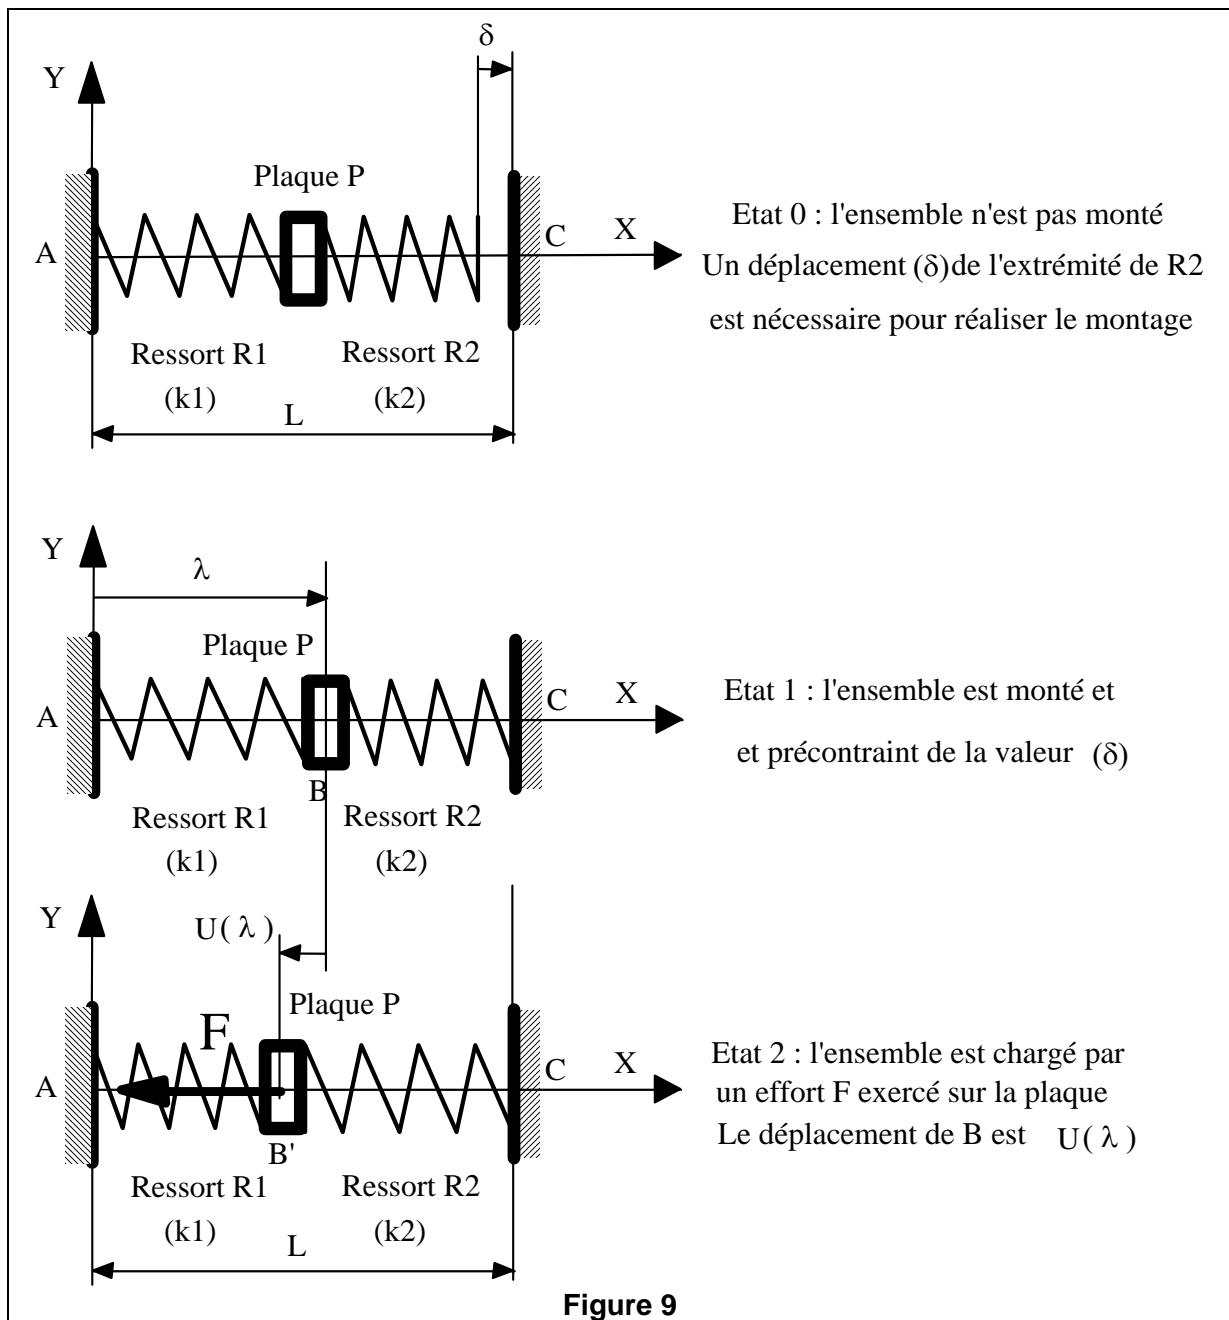 δ
Y
Plaque P
A
C
X
Etat 0 : l'ensemble n'est pas monté
Un déplacement (δ) de l'extrémité de R2
est nécessaire pour réaliser le montage
Ressort R1
Ressort R2
(k1)
(k2)
L
Y
λ
Plaque P
A
C
X
B
Etat 1 : l'ensemble est monté et
et précontraint de la valeur (δ)
Ressort R1
Ressort R2
(k1)
(k2)
Y
U(λ)
Plaque P
F
A
C
X
B'
Etat 2 : l'ensemble est chargé par
un effort F exercé sur la plaque
Le déplacement de B est U(λ)
Ressort R1
Ressort R2
(k1)
(k2)
L
Figure 9